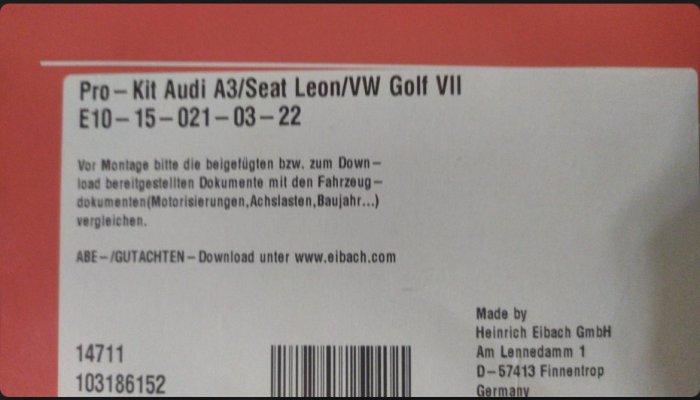 Pro-Kit Audi A3/Seat Leon/VW Golf VII
E10-15-021-03-22
Vor Montage bitte die beigefügten bzw. zum Down-
load bereitgestellten Dokumente mit den Fahrzeug-
dokumenten(Motorisierungen,Achslasten,Baujahr...)
vergleichen.
ABE-/GUTACHTEN-Download unter www.eibach.com
14711
103186152
Made by
Heinrich Eibach GmbH
Am Lennedamm 1
D-57413 Finnentrop
Germany